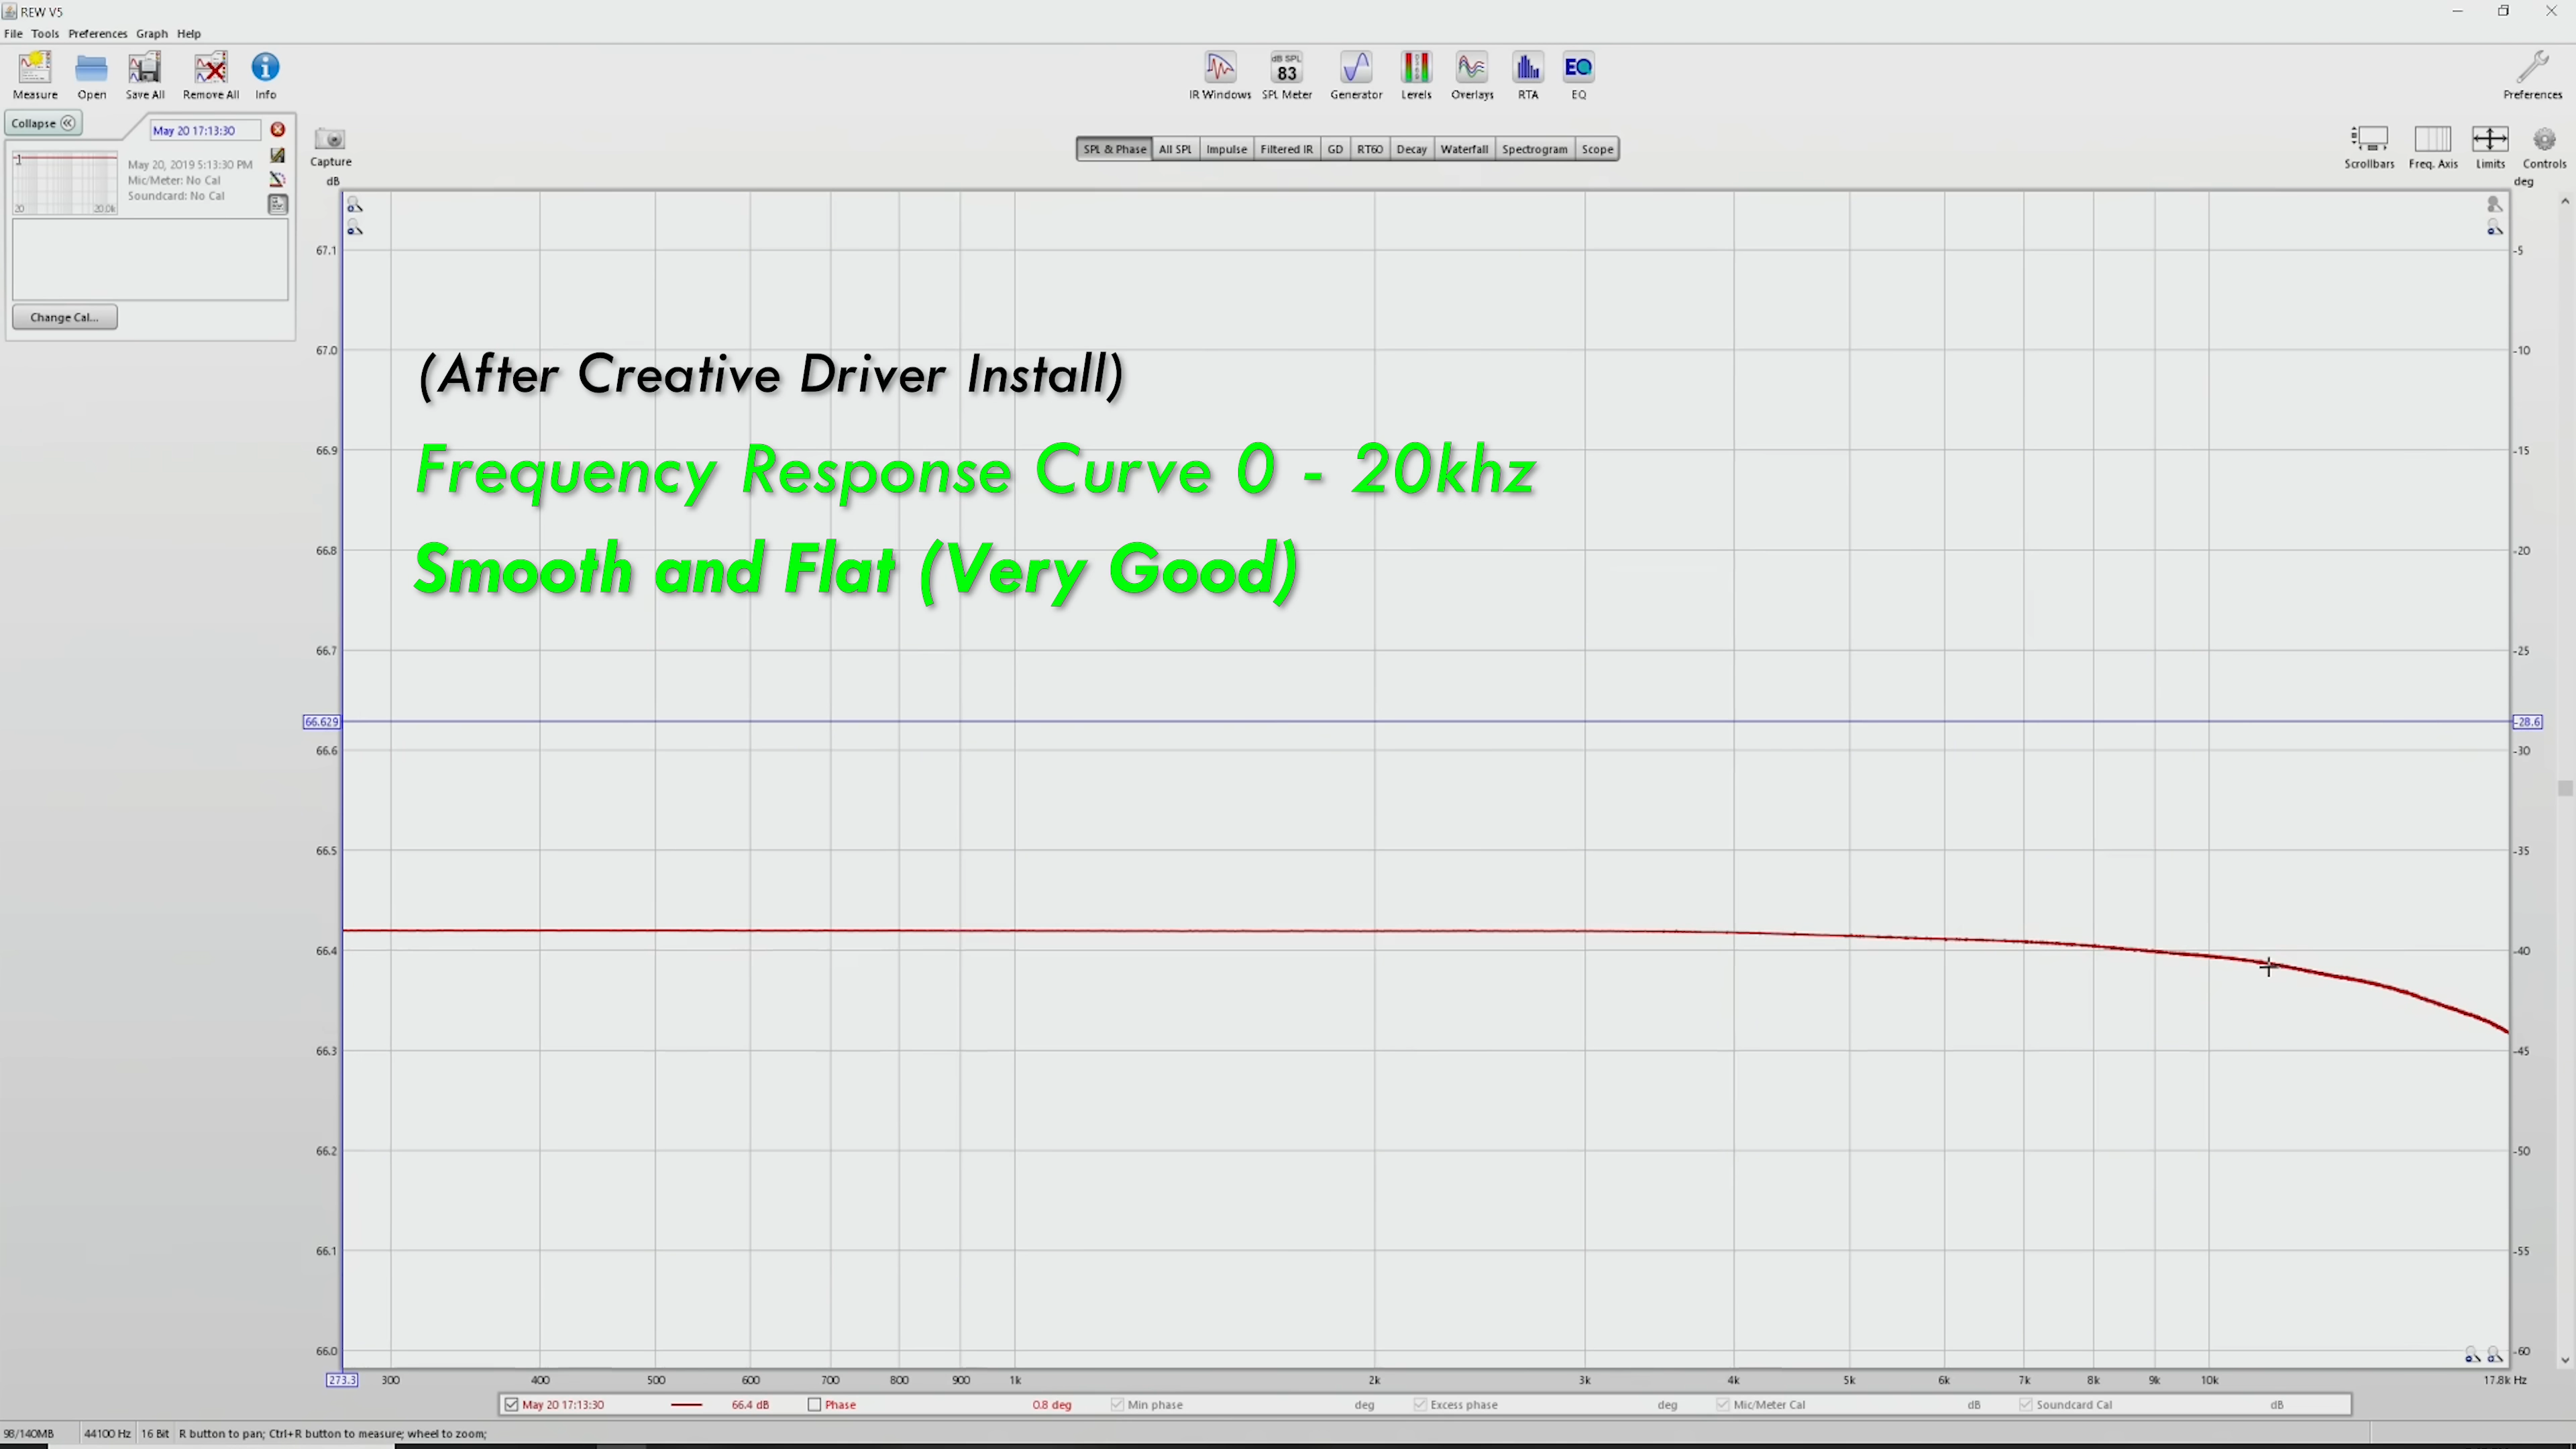 REW V5
File Tools Preferences Graph Help
Measure Open Save All Remove All Info
dB SPL
83
IR Windows SPL Meter Generator Levels Overlays RTA EQ
Preferences
Collapse
May 20 17:13:30
1
20 20.0k
May 20, 2019 5:13:30 PM
Mic/Meter: No Cal
Soundcard: No Cal
Change Cal...
Capture
SPL & Phase All SPL Impulse Filtered IR GD RT60 Decay Waterfall Spectrogram Scope
Scrollbars Freq. Axis Limits Controls
dB
deg
67.1 -5
67.0 -10
(After Creative Driver Install)
66.9 -15
Frequency Response Curve 0 - 20khz
66.8 -20
Smooth and Flat (Very Good)
66.7 -25
66.629 -28.6
66.6 -30
66.5 -35
66.4 -40
66.3 -45
66.2 -50
66.1 -55
66.0 -60
273.3 300 400 500 600 700 800 900 1k 2k 3k 4k 5k 6k 7k 8k 9k 10k 17.8k Hz
May 20 17:13:30 66.4 dB Phase 0.8 deg Min phase deg Excess phase deg Mic/Meter Cal dB Soundcard Cal dB
98/140MB 44100 Hz 16 Bit R button to pan; Ctrl+R button to measure; wheel to zoom;